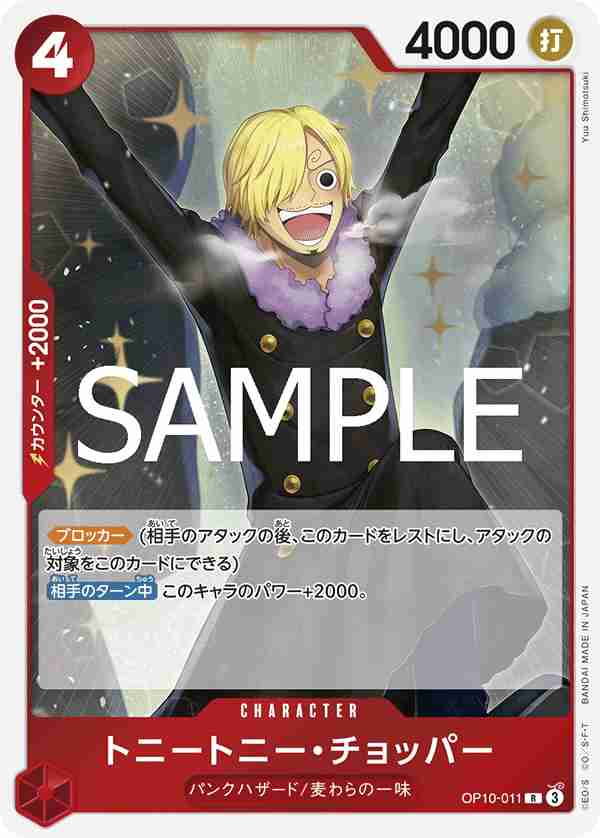 4
4000
打
Yuu Shimotsuki
カウンター +2000
SAMPLE
ブロッカー (相手のアタックの後、このカードをレストにし、アタックの
対象をこのカードにできる)
相手のターン中 このキャラのパワー+2000。
CHARACTER
トニートニー・チョッパー
パンクハザード/麦わらの一味
OP10-011 R 3
©E.O/S ©O/S・F・T BANDAI MADE IN JAPAN